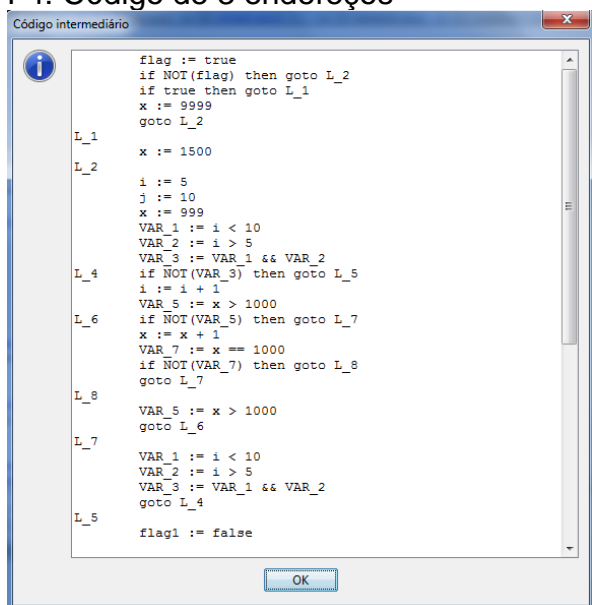 Código de 3 endereços
Código intermediário
flag := true
if NOT(flag) then goto L_2
if true then goto L_1
x := 9999
goto L_2
L_1
x := 1500
L_2
i := 5
j := 10
x := 999
VAR_1 := i < 10
VAR_2 := i > 5
VAR_3 := VAR_1 && VAR_2
L_4 if NOT(VAR_3) then goto L_5
i := i + 1
VAR_5 := x > 1000
L_6 if NOT(VAR_5) then goto L_7
x := x + 1
VAR_7 := x == 1000
if NOT(VAR_7) then goto L_8
goto L_7
L_8
VAR_5 := x > 1000
goto L_6
L_7
VAR_1 := i < 10
VAR_2 := i > 5
VAR_3 := VAR_1 && VAR_2
goto L_4
L_5
flag1 := false
OK